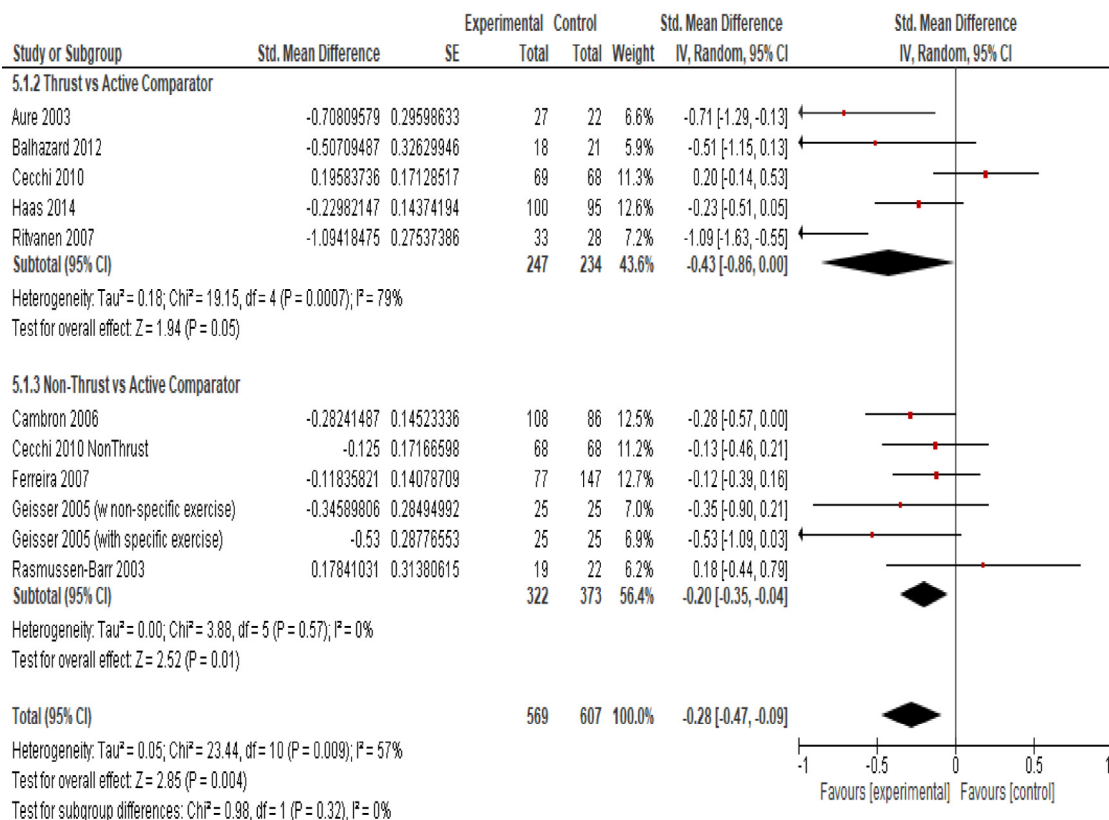 Experimental Control Std. Mean Difference Std. Mean Difference
Study or Subgroup Std. Mean Difference SE Total Total Weight IV, Random, 95% CI IV, Random, 95% CI
5.1.2 Thrust vs Active Comparator
Aure 2003 -0.70809579 0.29598633 27 22 6.6% -0.71 [-1.29, -0.13]
Balhazard 2012 -0.50709487 0.32629946 18 21 5.9% -0.51 [-1.15, 0.13]
Cecchi 2010 0.19583736 0.17128517 69 68 11.3% 0.20 [-0.14, 0.53]
Haas 2014 -0.22982147 0.14374194 100 95 12.6% -0.23 [-0.51, 0.05]
Ritvanen 2007 -1.09418475 0.27537386 33 28 7.2% -1.09 [-1.63, -0.55]
Subtotal (95% CI) 247 234 43.6% -0.43 [-0.86, 0.00]
Heterogeneity: Tau² = 0.18; Chi² = 19.15, df = 4 (P = 0.0007); I² = 79%
Test for overall effect: Z = 1.94 (P = 0.05)
5.1.3 Non-Thrust vs Active Comparator
Cambron 2006 -0.28241487 0.14523336 108 86 12.5% -0.28 [-0.57, 0.00]
Cecchi 2010 NonThrust -0.125 0.17166598 68 68 11.2% -0.13 [-0.46, 0.21]
Ferreira 2007 -0.11835821 0.14078709 77 147 12.7% -0.12 [-0.39, 0.16]
Geisser 2005 (w non-specific exercise) -0.34589806 0.28494992 25 25 7.0% -0.35 [-0.90, 0.21]
Geisser 2005 (with specific exercise) -0.53 0.28776553 25 25 6.9% -0.53 [-1.09, 0.03]
Rasmussen-Barr 2003 0.17841031 0.31380615 19 22 6.2% 0.18 [-0.44, 0.79]
Subtotal (95% CI) 322 373 56.4% -0.20 [-0.35, -0.04]
Heterogeneity: Tau² = 0.00; Chi² = 3.88, df = 5 (P = 0.57); I² = 0%
Test for overall effect: Z = 2.52 (P = 0.01)
Total (95% CI) 569 607 100.0% -0.28 [-0.47, -0.09]
Heterogeneity: Tau² = 0.05; Chi² = 23.44, df = 10 (P = 0.009); I² = 57%
Test for overall effect: Z = 2.85 (P = 0.004)
Test for subgroup differences: Chi² = 0.98, df = 1 (P = 0.32), I² = 0%
-1 -0.5 0 0.5 1
Favours [experimental] Favours [control]